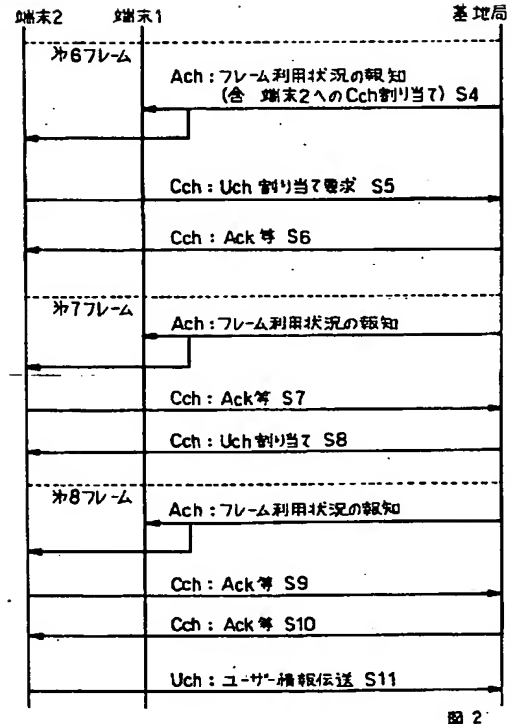 端末2 端末1 基地局
第6フレーム
Ach:フレーム利用状況の報知
(含 端末2へのCch割り当て) S4
Cch:Uch 割り当て要求 S5
Cch:Ack等 S6
第7フレーム
Ach:フレーム利用状況の報知
Cch:Ack等 S7
Cch:Uch割り当て S8
第8フレーム
Ach:フレーム利用状況の報知
Cch:Ack等 S9
Cch:Ack等 S10
Uch:ユーザー情報伝送 S11
図2